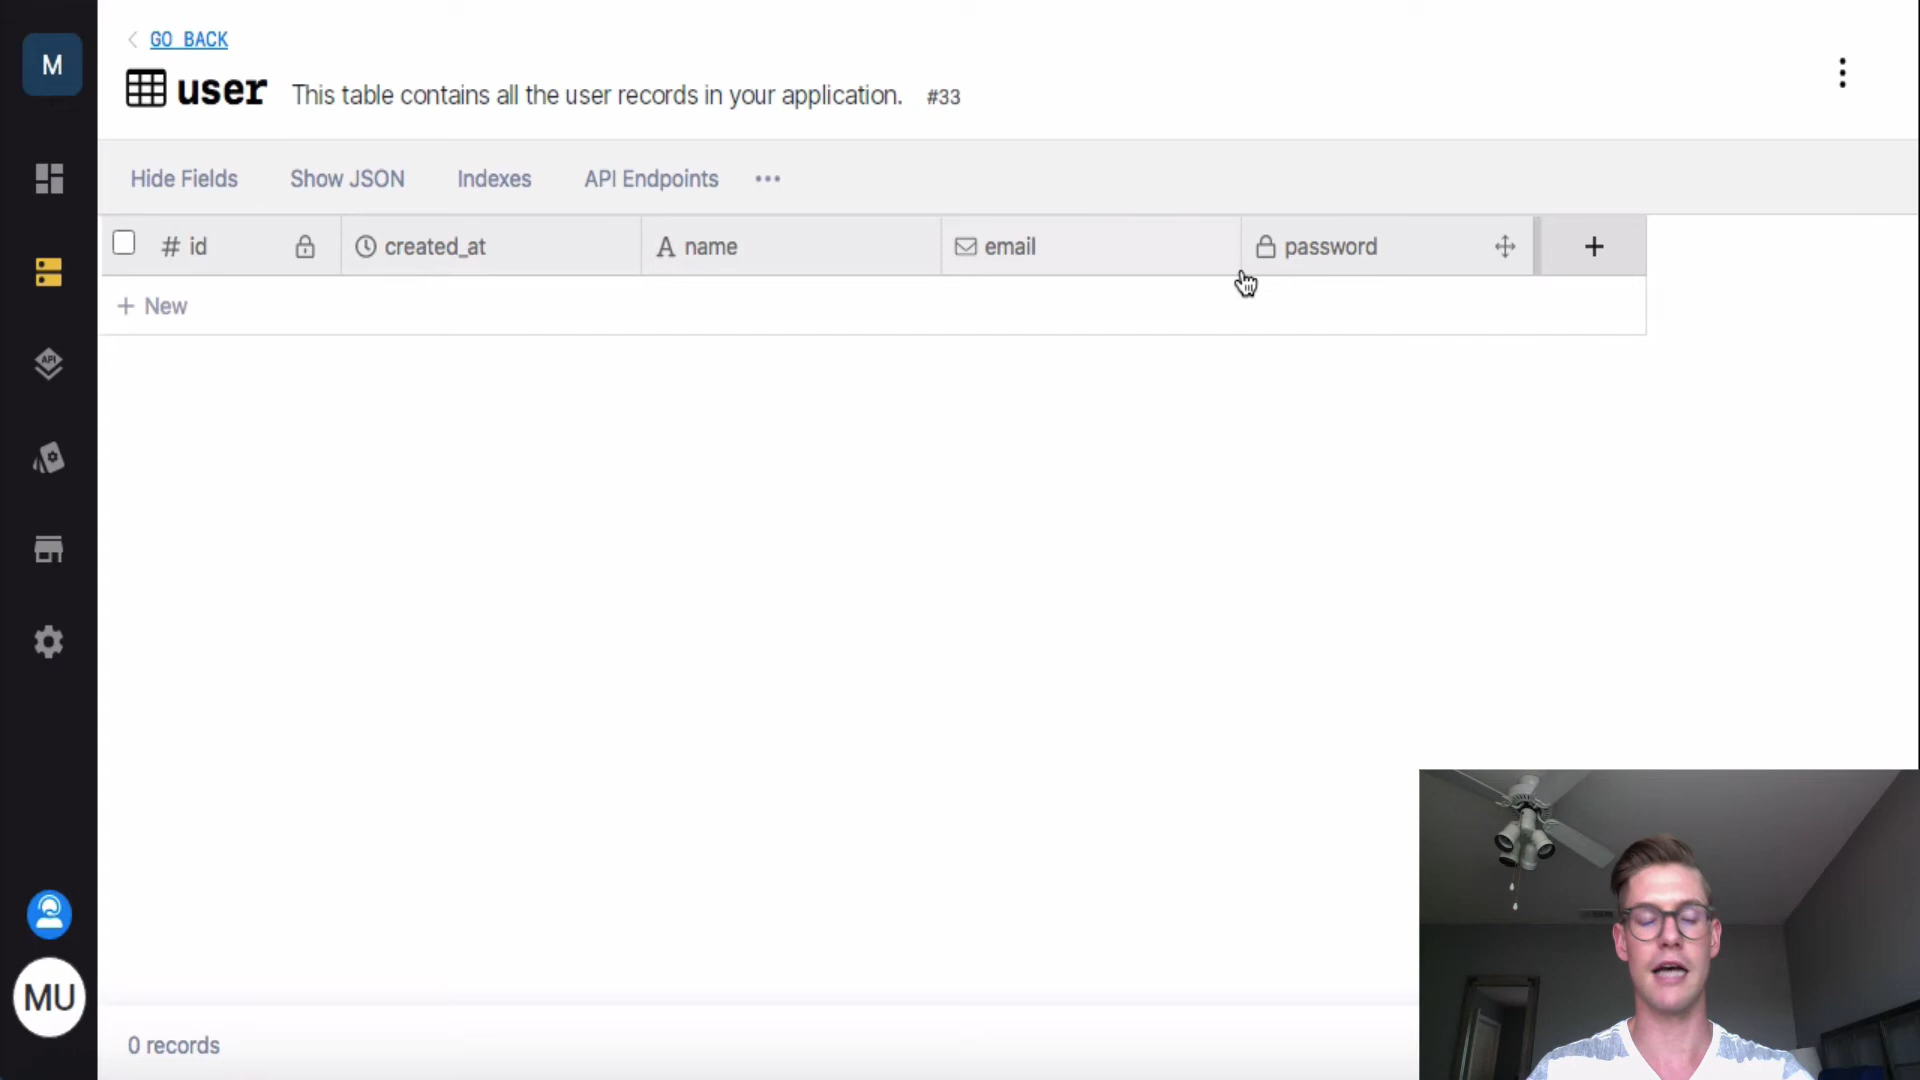 M
GO BACK
user This table contains all the user records in your application. #33
Hide Fields Show JSON Indexes API Endpoints
# id created_at name email password +
+ New
API
MU
0 records